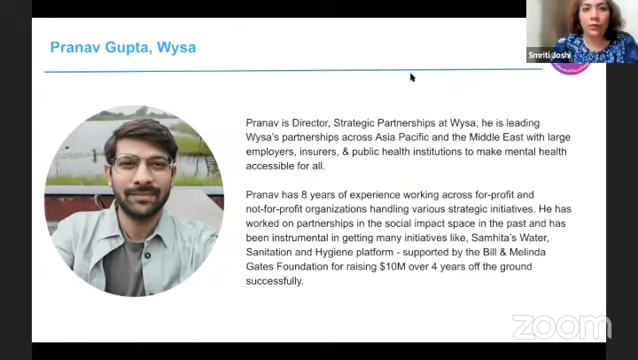 Pranav Gupta, Wysa
Smriti Joshi
Pranav is Director, Strategic Partnerships at Wysa, he is leading
Wysa's partnerships across Asia Pacific and the Middle East with large
employers, insurers, & public health institutions to make mental health
accessible for all.
Pranav has 8 years of experience working across for-profit and
not-for-profit organizations handling various strategic initiatives. He has
worked on partnerships in the social impact space in the past and has
been instrumental in getting many initiatives like, Samhita's Water,
Sanitation and Hygiene platform - supported by the Bill & Melinda
Gates Foundation for raising $10M over 4 years off the ground
successfully.
zoom